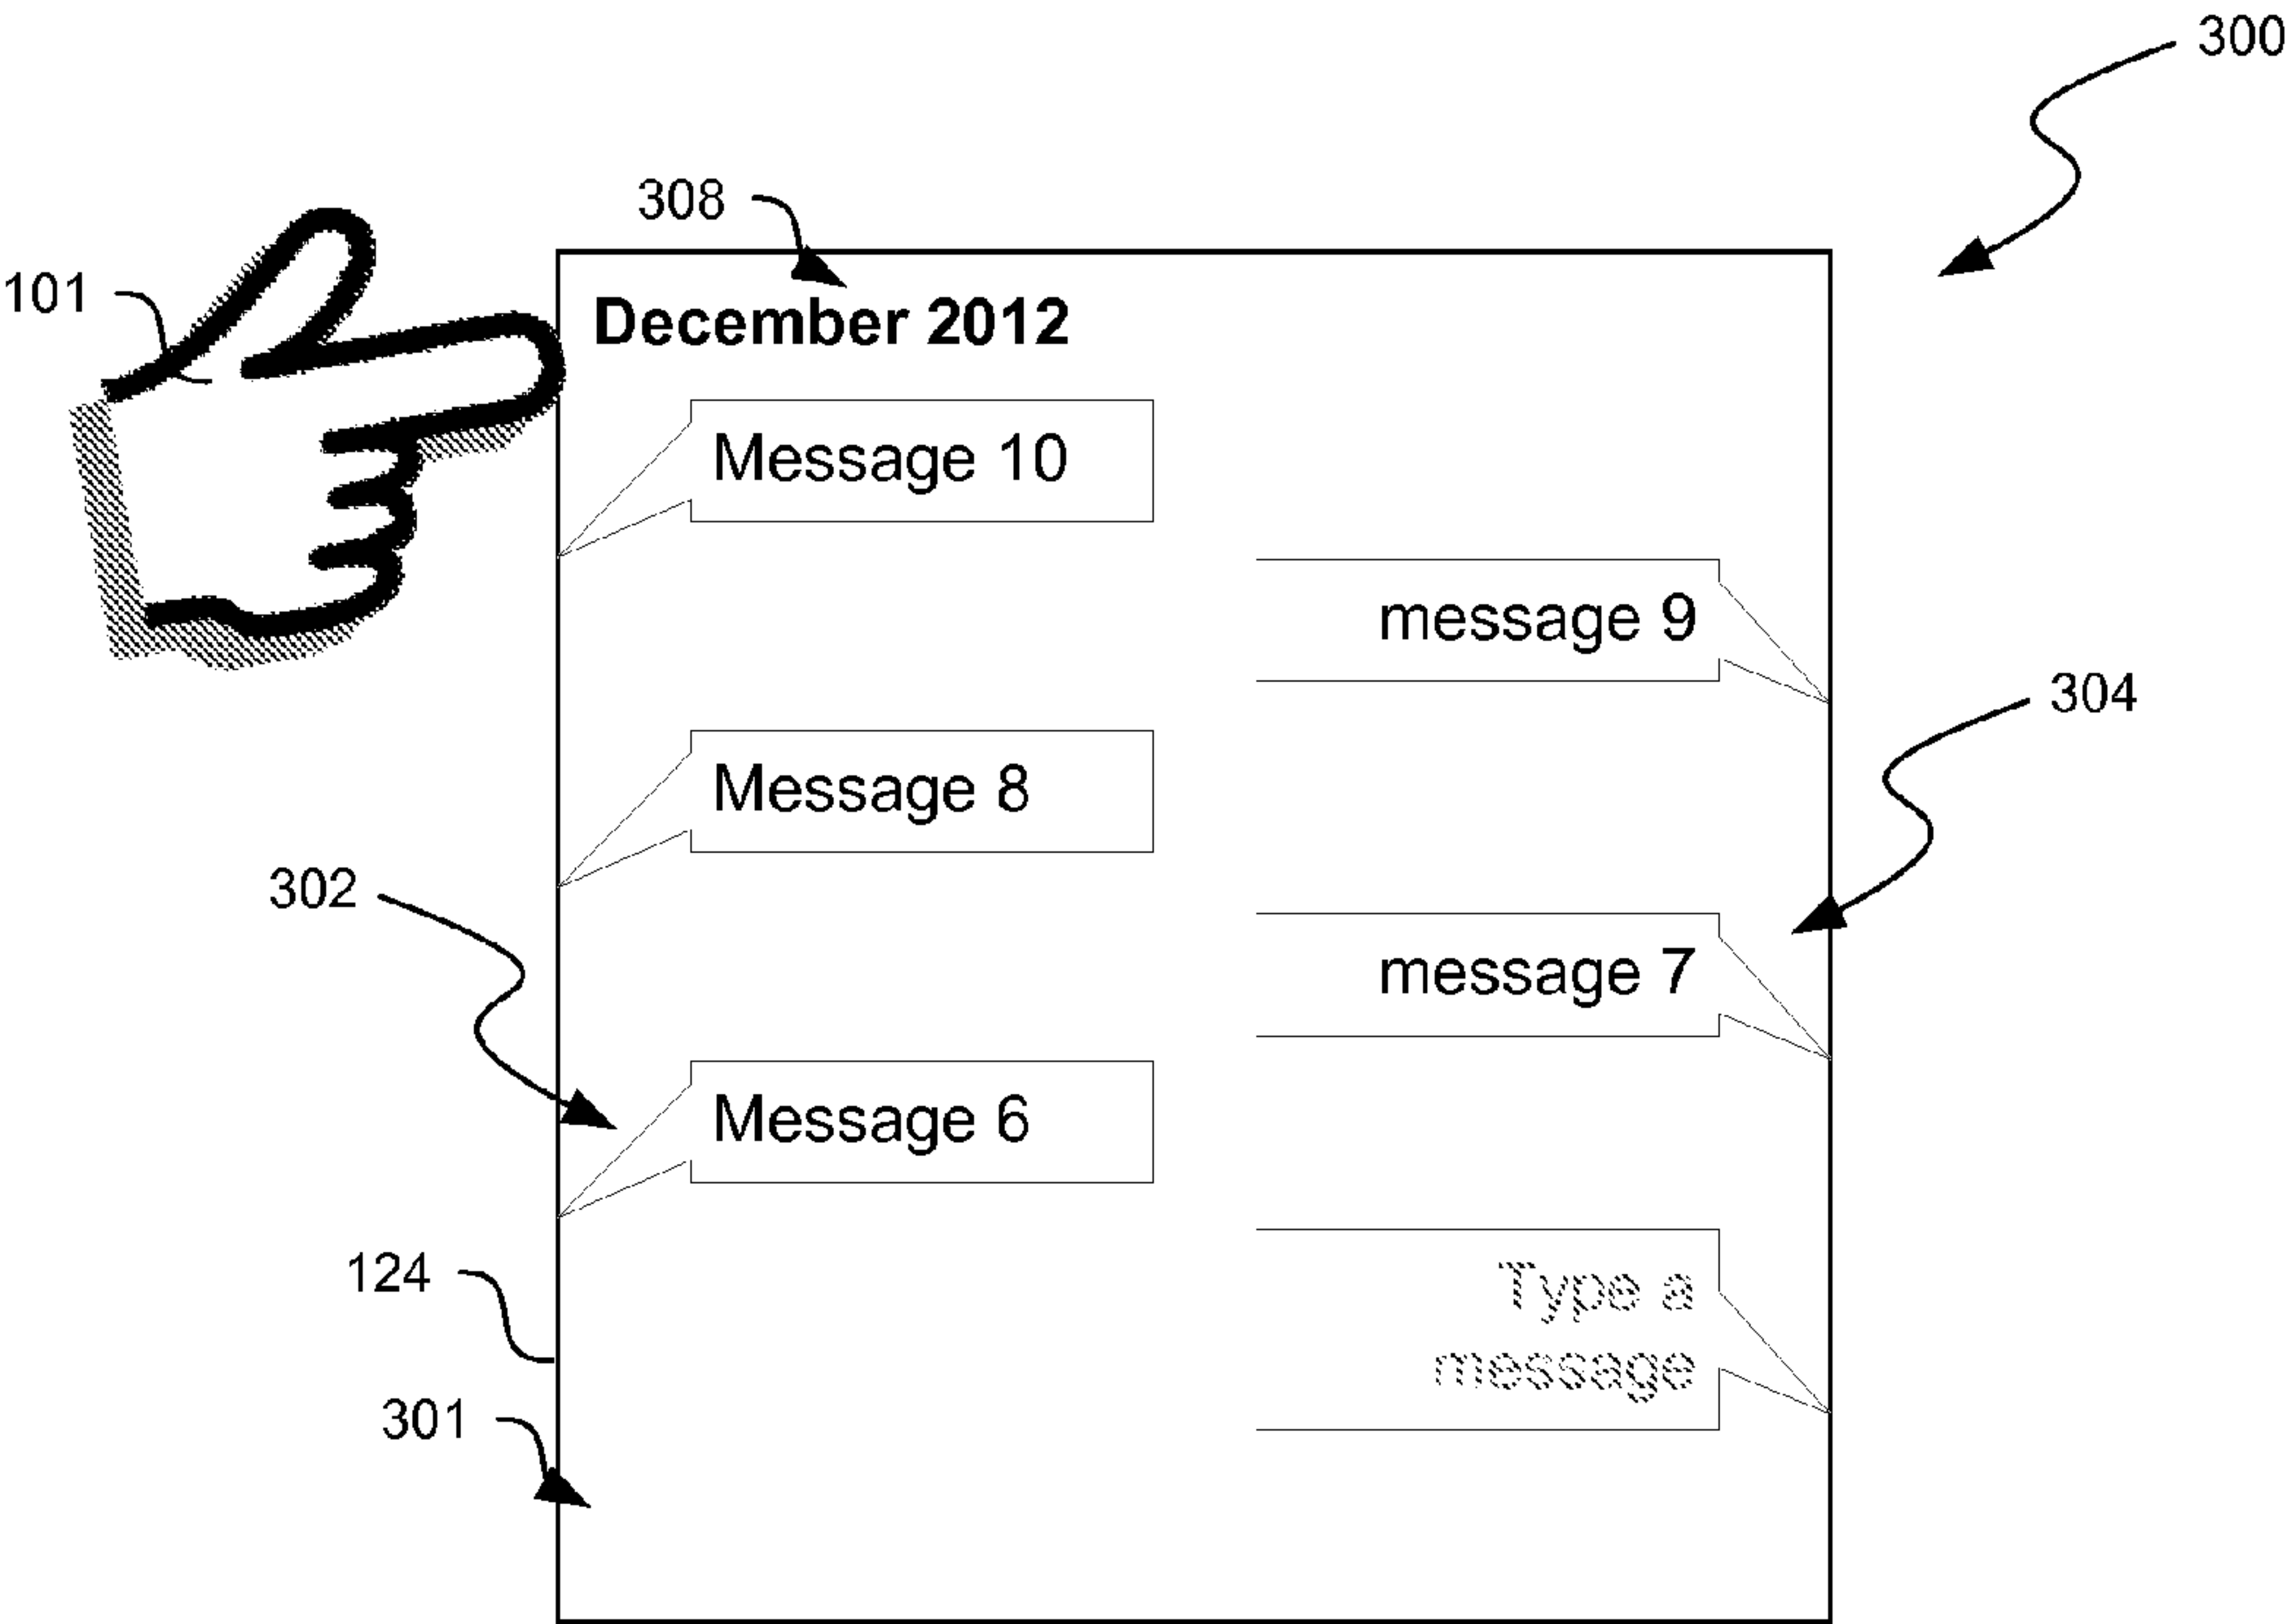 300
308
101
December 2012
Message 10
message 9
304
Message 8
302
message 7
Message 6
124
Type a
message
301